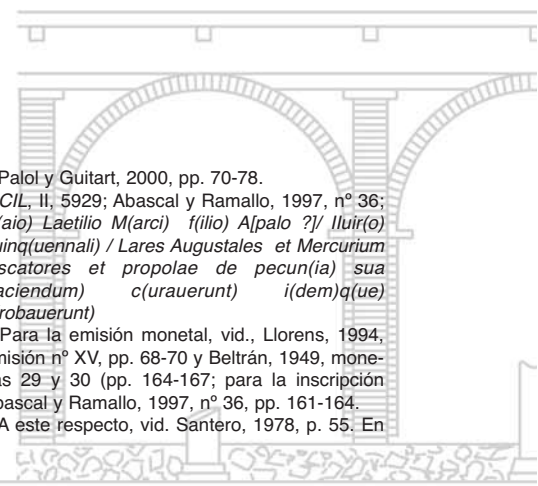 Palol y Guitart, 2000, pp. 70-78.
CIL, II, 5929; Abascal y Ramallo, 1997, nº 36;
(aio) Laetilio M(arci) f(ilio) A[palo ?]/ IIuir(o)
uinq(uennali) / Lares Augustales et Mercurium
scatores et propolae de pecun(ia) sua
aciendum) c(urauerunt) i(dem)q(ue)
robauerunt)
Para la emisión monetal, vid., Llorens, 1994,
misión nº XV, pp. 68-70 y Beltrán, 1949, mone-
as 29 y 30 (pp. 164-167; para la inscripción
bascal y Ramallo, 1997, nº 36, pp. 161-164.
A este respecto, vid. Santero, 1978, p. 55. En